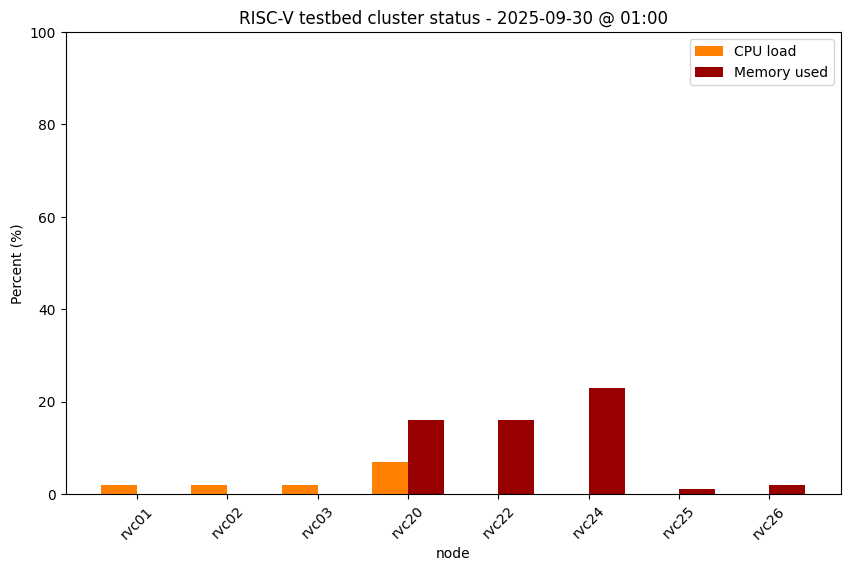 RISC-V testbed cluster status - 2025-09-30 @ 01:00
CPU load
Memory used
Percent (%)
100
80
60
40
20
0
rvc01
rvc02
rvc03
rvc20
rvc22
rvc24
rvc25
rvc26
node